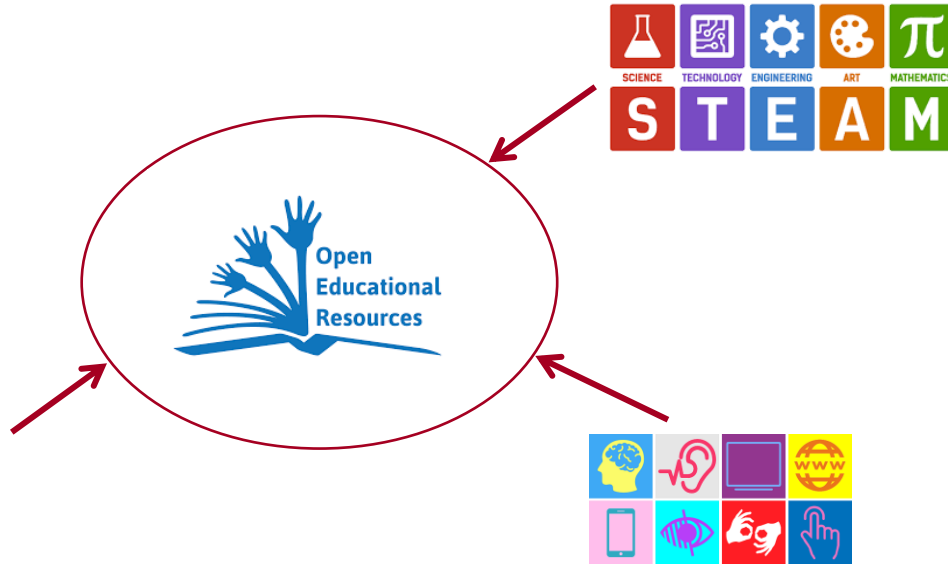 π
SCIENCE TECHNOLOGY ENGINEERING ART MATHEMATICS
S T E A M
Open
Educational
Resources
www